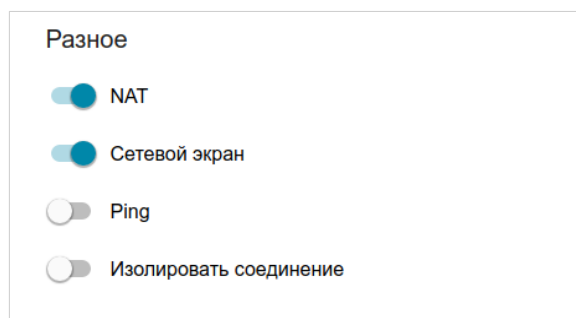 Разное
NAT
Сетевой экран
Ping
Изолировать соединение